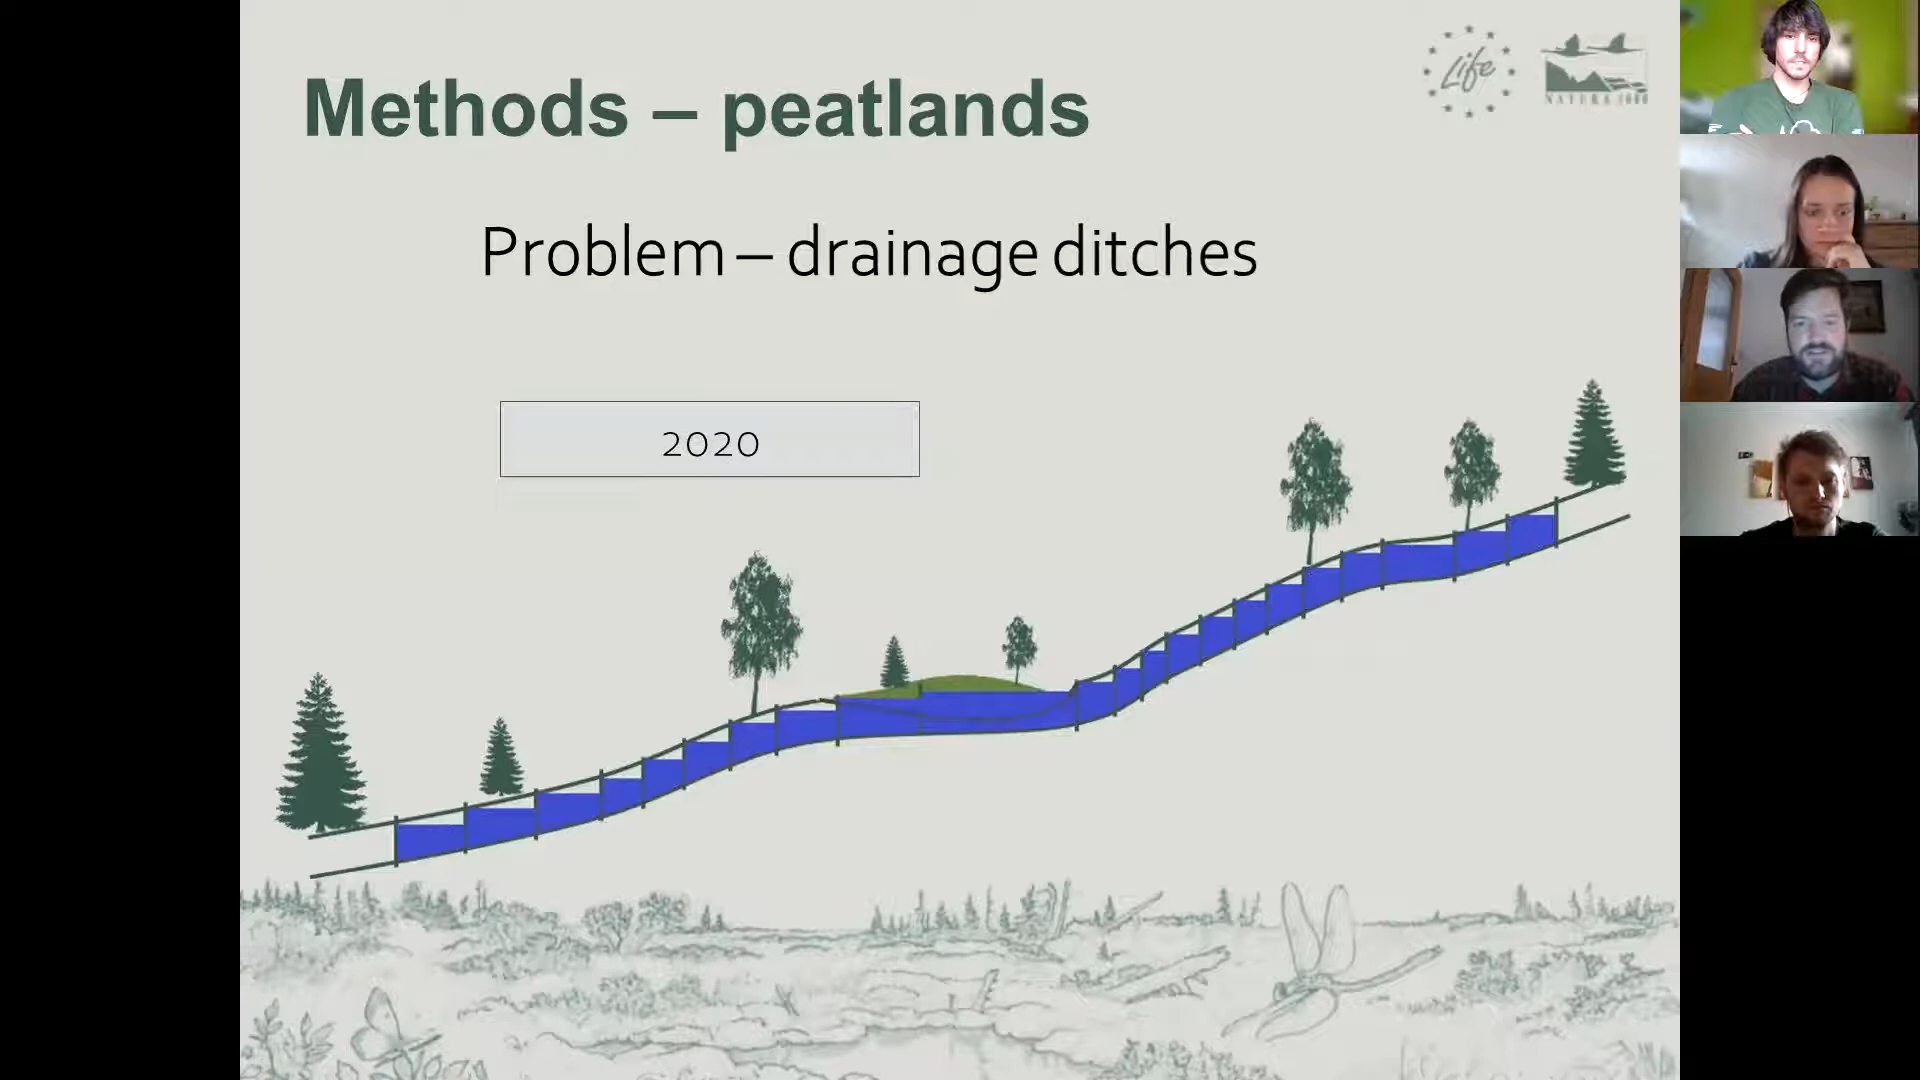 Life
NATURA 2000
Methods – peatlands
Problem – drainage ditches
2020